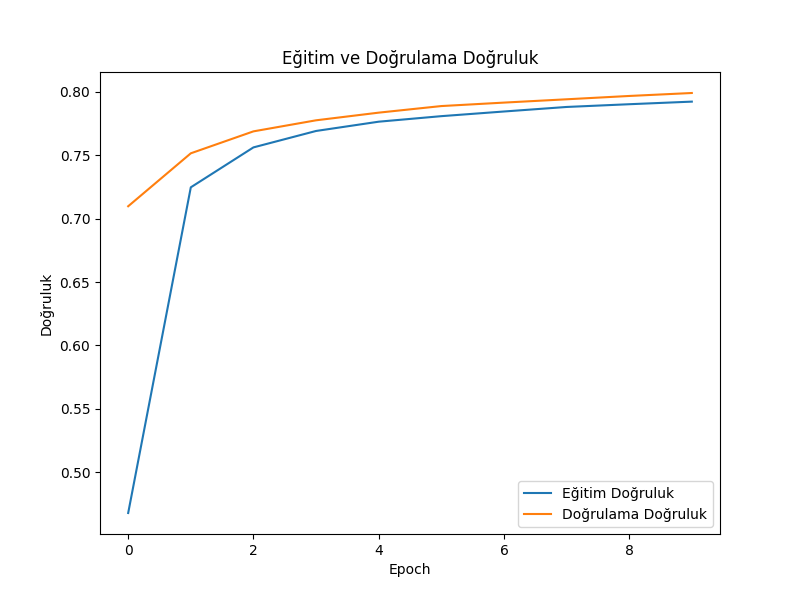 Eğitim ve Doğrulama Doğruluk
0.80
0.75
0.70
0.65
0.60
0.55
0.50
Doğruluk
0 2 4 6 8
Epoch
Eğitim Doğruluk
Doğrulama Doğruluk